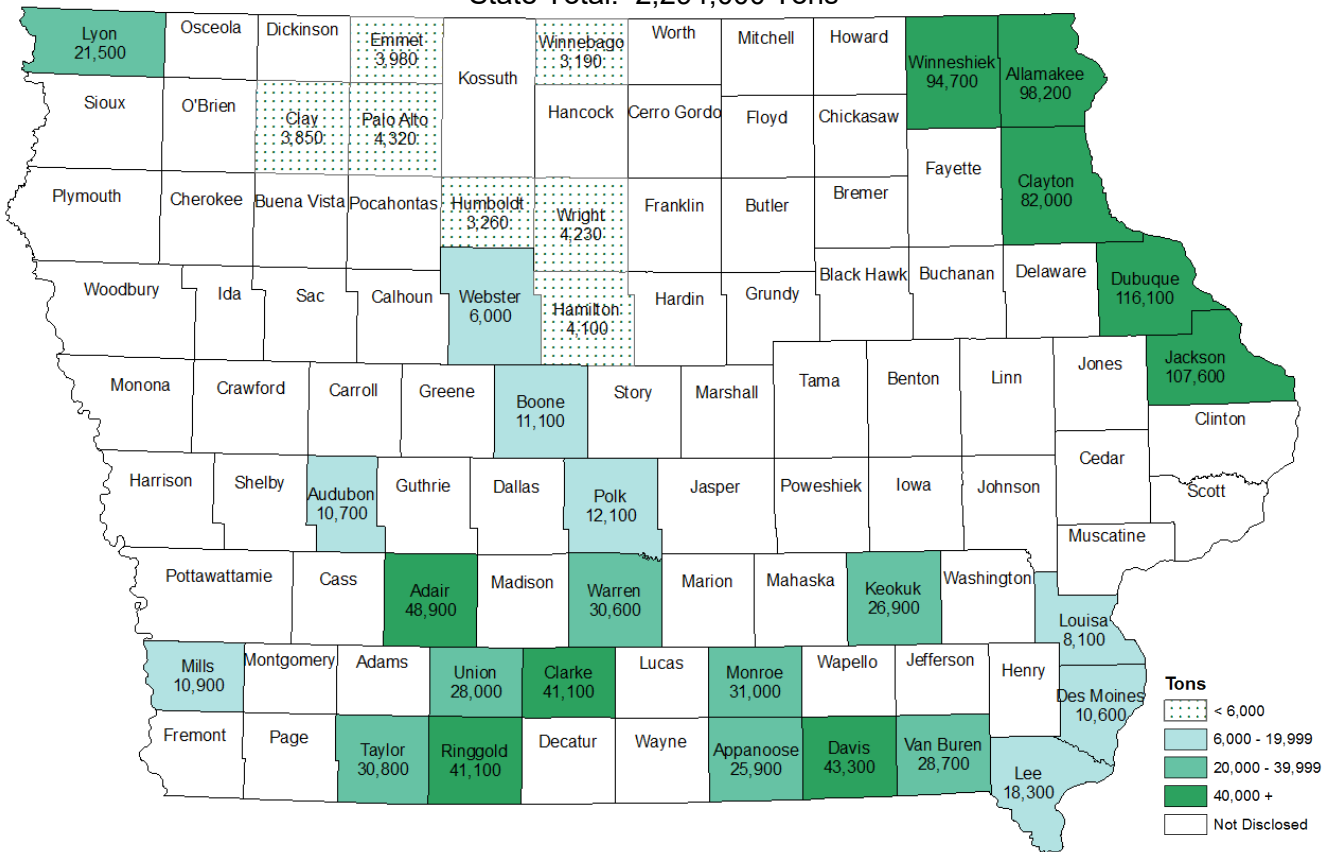 State Total: Tons
Lyon
21,500
Osceola
Dickinson
Emmet
3,980
Kossuth
Winnebago
3,190
Worth
Mitchell
Howard
Winneshiek
94,700
Allamakee
98,200
Sioux
O'Brien
Clay
3,850
Palo Alto
4,320
Hancock
Cerro Gordo
Floyd
Chickasaw
Fayette
Clayton
82,000
Plymouth
Cherokee
Buena Vista
Pocahontas
Humboldt
3,260
Wright
4,230
Franklin
Butler
Bremer
Woodbury
Ida
Sac
Calhoun
Webster
6,000
Hamilton
4,100
Hardin
Grundy
Black Hawk
Buchanan
Delaware
Dubuque
116,100
Jackson
107,600
Monona
Crawford
Carroll
Greene
Boone
11,100
Story
Marshall
Tama
Benton
Linn
Jones
Clinton
Cedar
Harrison
Shelby
Audubon
10,700
Guthrie
Dallas
Polk
12,100
Jasper
Poweshiek
Iowa
Johnson
Scott
Muscatine
Pottawattamie
Cass
Adair
48,900
Madison
Warren
30,600
Marion
Mahaska
Keokuk
26,900
Washington
Louisa
8,100
Mills
10,900
Montgomery
Adams
Union
28,000
Clarke
41,100
Lucas
Monroe
31,000
Wapello
Jefferson
Henry
Des Moines
10,600
Fremont
Page
Taylor
30,800
Ringgold
41,100
Decatur
Wayne
Appanoose
25,900
Davis
43,300
Van Buren
28,700
Lee
18,300
Tons
< 6,000
6,000 - 19,999
20,000 - 39,999
40,000 +
Not Disclosed